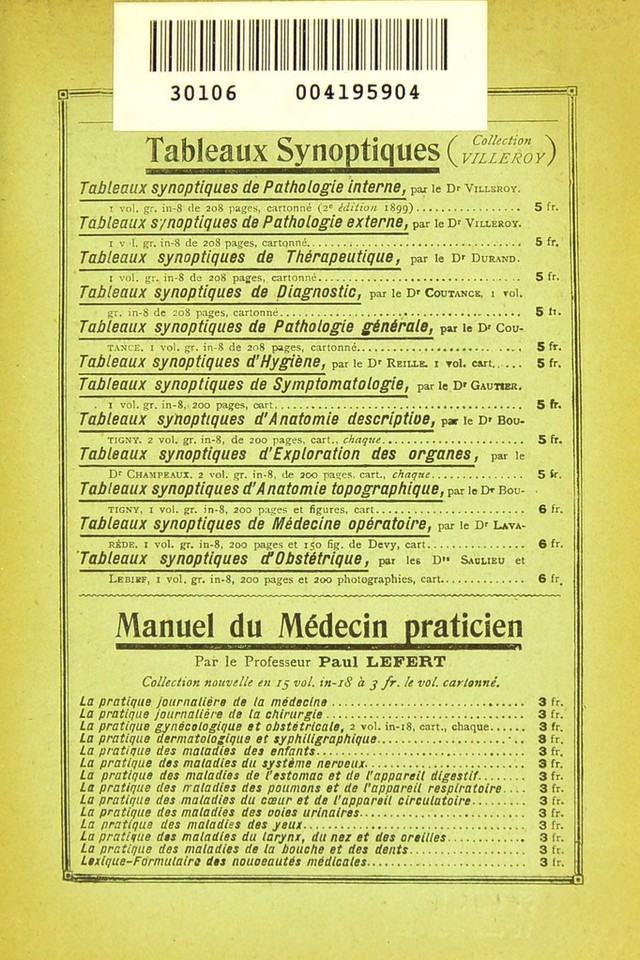 30106 004195904
Tableaux Synoptiques (Collection VILLEROY)
Tableaux synoptiques de Pathologie interne, par le Dr VILLEROY.
1 vol. gr. in-8 de 208 pages, cartonné (2e édition 1899)................ 5 fr.
Tableaux synoptiques de Pathologie externe, par le Dr VILLEROY.
1 v l. gr. in-8 de 208 pages, cartonné................ 5 fr.
Tableaux synoptiques de Thérapeutique, par le Dr DURAND.
1 vol. gr. in-8 de 208 pages, cartonné................ 5 fr.
Tableaux synoptiques de Diagnostic, par le Dr COUTANCE, 1 vol.
gr. in-8 de 208 pages, cartonné................ 5 fr.
Tableaux synoptiques de Pathologie générale, par le Dr COU-
TANCE. 1 vol. gr. in-8 de 208 pages, cartonné................ 5 fr.
Tableaux synoptiques d'Hygiène, par le Dr REILLE. 1 vol. cart...... 5 fr.
Tableaux synoptiques de Symptomatologie, par le Dr GAUTIER.
1 vol. gr. in-8, 200 pages, cart................ 5 fr.
Tableaux synoptiques d'Anatomie descriptive, par le Dr BOU-
TIGNY. 2 vol. gr. in-8, de 200 pages, cart., chaque................ 5 fr.
Tableaux synoptiques d'Exploration des organes, par le
Dr CHAMPEAUX. 2 vol. gr. in-8, de 200 pages. cart., chaque................ 5 fr.
Tableaux synoptiques d'Anatomie topographique, par le Dr BOU-
TIGNY, 1 vol. gr. in-8, 200 pages et figures, cart................ 6 fr.
Tableaux synoptiques de Médecine opératoire, par le Dr LAVA-
RÈDE. 1 vol. gr. in-8, 200 pages et 150 fig. de Devy, cart................ 6 fr.
Tableaux synoptiques d'Obstétrique, par les Drs SAULIEU et
LEBIEF, 1 vol. gr. in-8, 200 pages et 200 photographies, cart................ 6 fr.
Manuel du Médecin praticien
Par le Professeur Paul LEFERT
Collection nouvelle en 15 vol. in-18 à 3 fr. le vol. cartonné.
La pratique journalière de la médecine................ 3 fr.
La pratique journalière de la chirurgie................ 3 fr.
La pratique gynécologique et obstétricale, 2 vol. in-18, cart., chaque...... 3 fr.
La pratique dermatologique et syphiligraphique................ 3 fr.
La pratique des maladies des enfants................ 3 fr.
La pratique des maladies du système nerveux................ 3 fr.
La pratique des maladies de l'estomac et de l'appareil digestif........ 3 fr.
La pratique des maladies des poumons et de l'appareil respiratoire.... 3 fr.
La pratique des maladies du cœur et de l'appareil circulatoire......... 3 fr.
La pratique des maladies des voies urinaires................ 3 fr.
La pratique des maladies des yeux................ 3 fr.
La pratique des maladies du larynx, du nez et des oreilles............ 3 fr.
La pratique des maladies de la bouche et des dents................ 3 fr.
Lexique-Formulaire des nouveautés médicales................ 3 fr.